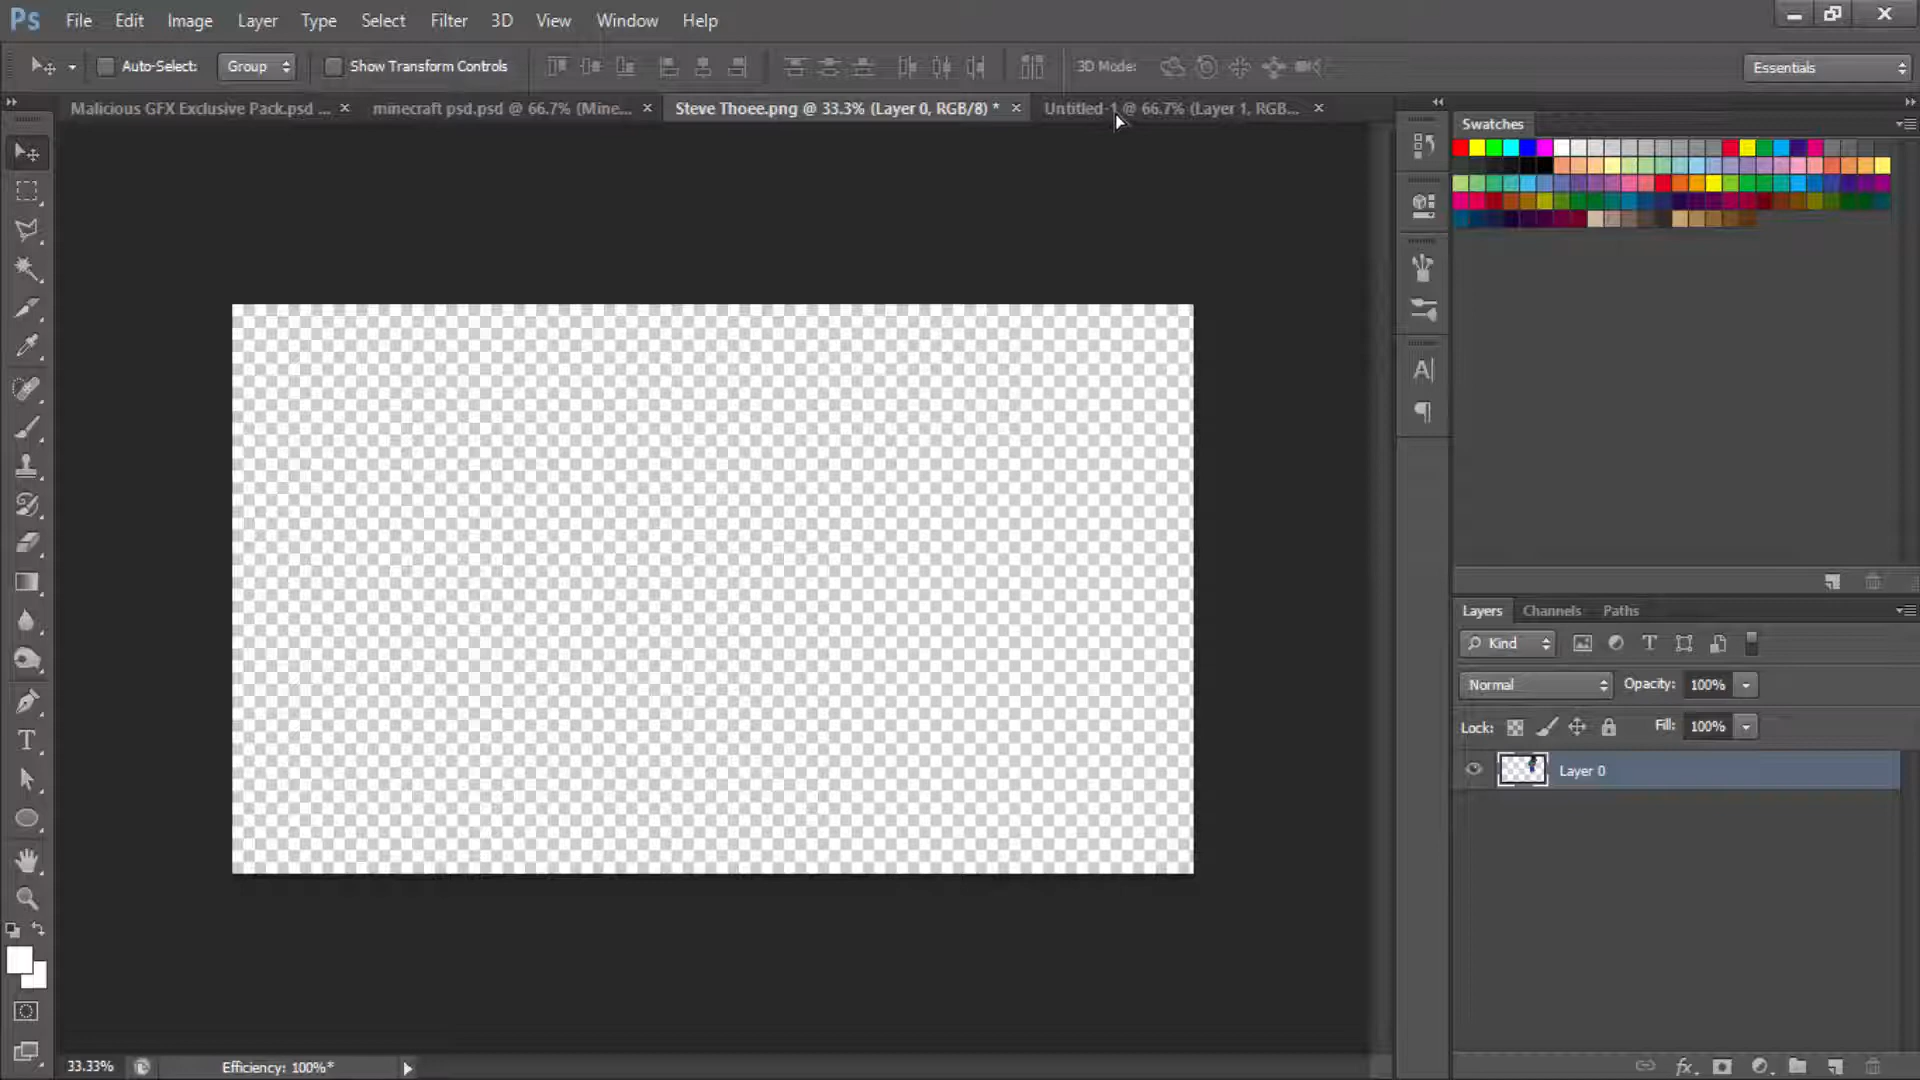 Ps File Edit Image Layer Type Select Filter 3D View Window Help
Auto-Select: Group Show Transform Controls 3D Mode: Essentials
Malicious GFX Exclusive Pack.psd ... × minecraft psd.psd @ 66.7% (Mine... × Steve Thoee.png @ 33.3% (Layer 0, RGB/8) * × Untitled-1 @ 66.7% (Layer 1, RGB... ×
Swatches
Layers Channels Paths
Kind
Normal Opacity: 100%
Lock: Fill: 100%
Layer 0
33.33% Efficiency: 100%*